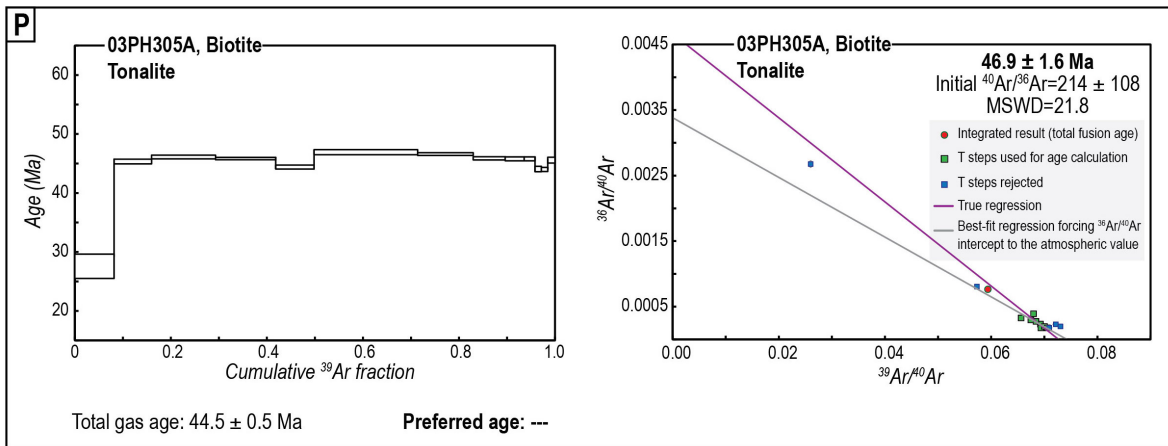 P
03PH305A, Biotite
Tonalite
60
50
40
30
20
Age (Ma)
0
0.2
0.4
0.6
0.8
1.0
Cumulative ³⁹Ar fraction
Total gas age: 44.5 ± 0.5 Ma
Preferred age: ---
03PH305A, Biotite
Tonalite
46.9 ± 1.6 Ma
Initial ⁴⁰Ar/³⁶Ar=214 ± 108
MSWD=21.8
Integrated result (total fusion age)
T steps used for age calculation
T steps rejected
True regression
Best-fit regression forcing ³⁶Ar/⁴⁰Ar
intercept to the atmospheric value
0.0045
0.0035
0.0025
0.0015
0.0005
³⁶Ar/⁴⁰Ar
0.00
0.02
0.04
0.06
0.08
³⁹Ar/⁴⁰Ar